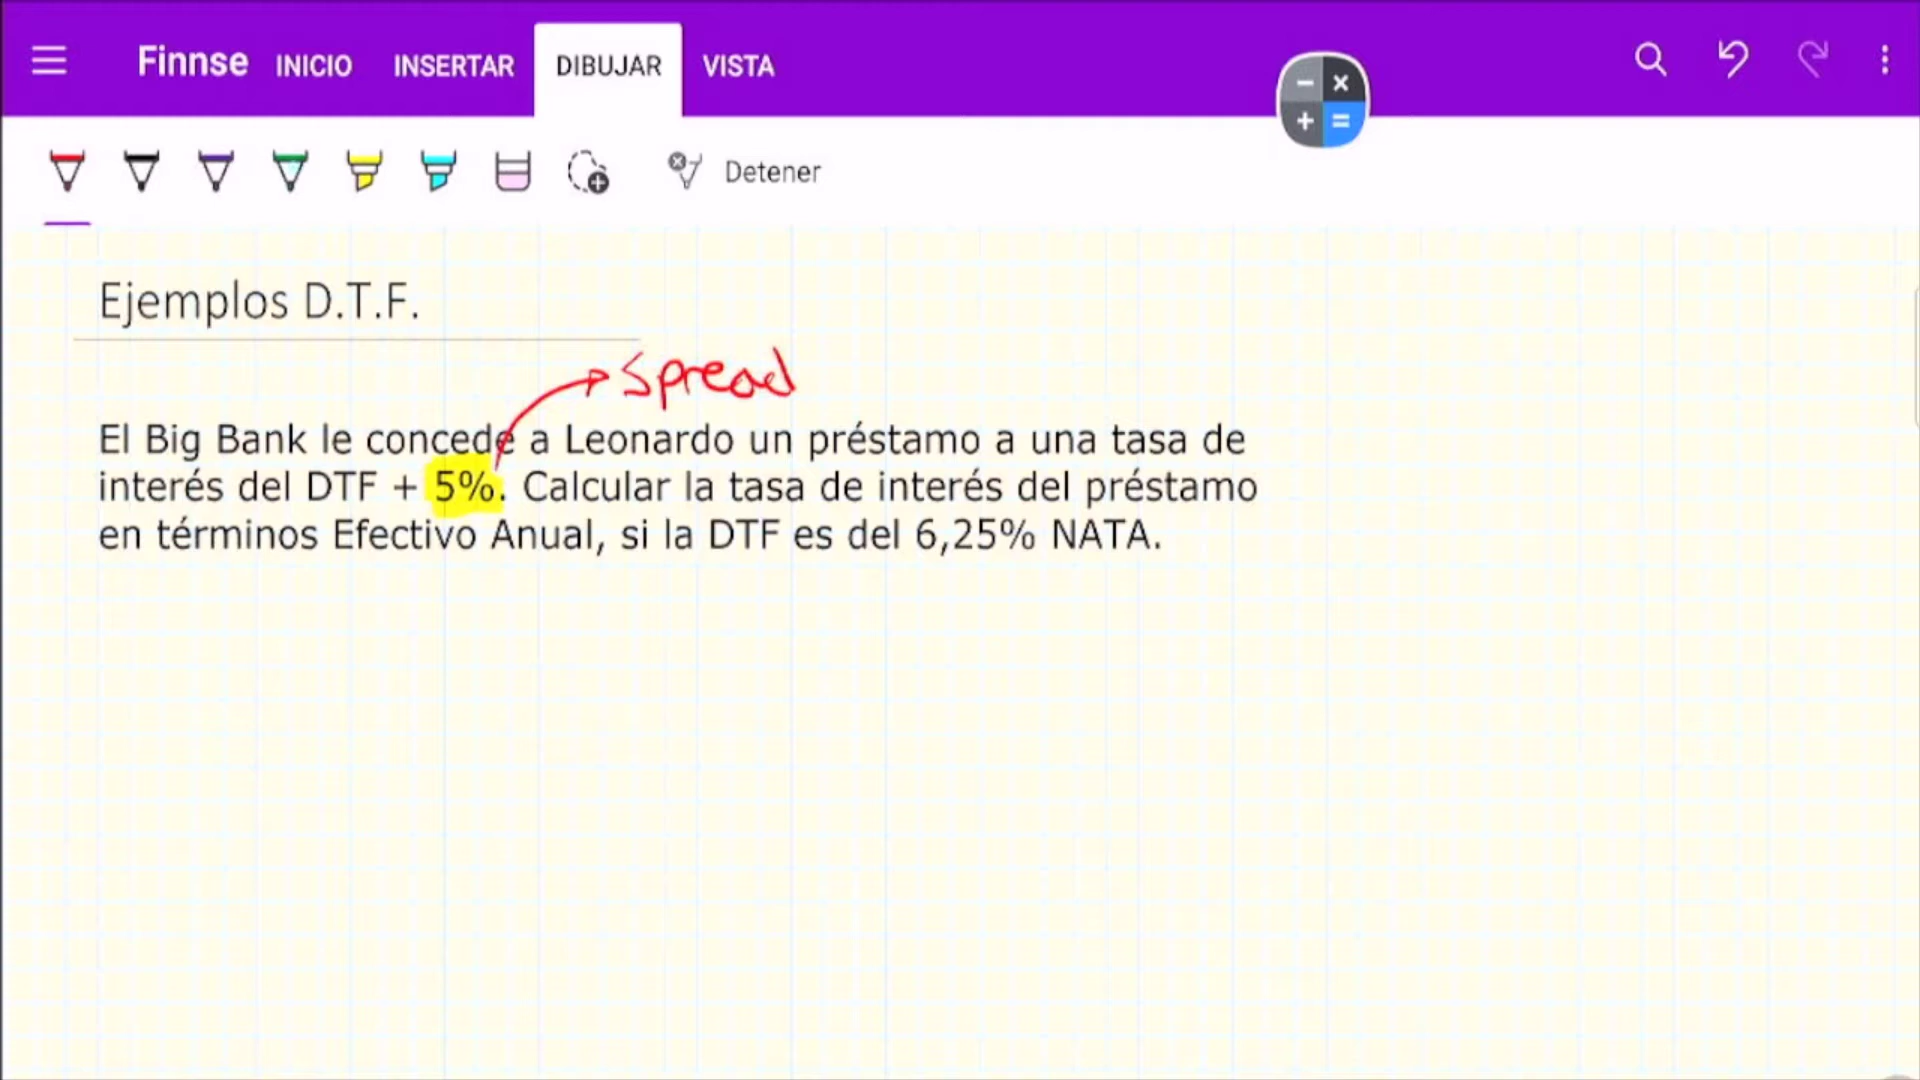 Finnse INICIO INSERTAR DIBUJAR VISTA
Detener
Ejemplos D.T.F.
Spread
El Big Bank le concede a Leonardo un préstamo a una tasa de
interés del DTF + 5%. Calcular la tasa de interés del préstamo
en términos Efectivo Anual, si la DTF es del 6,25% NATA.